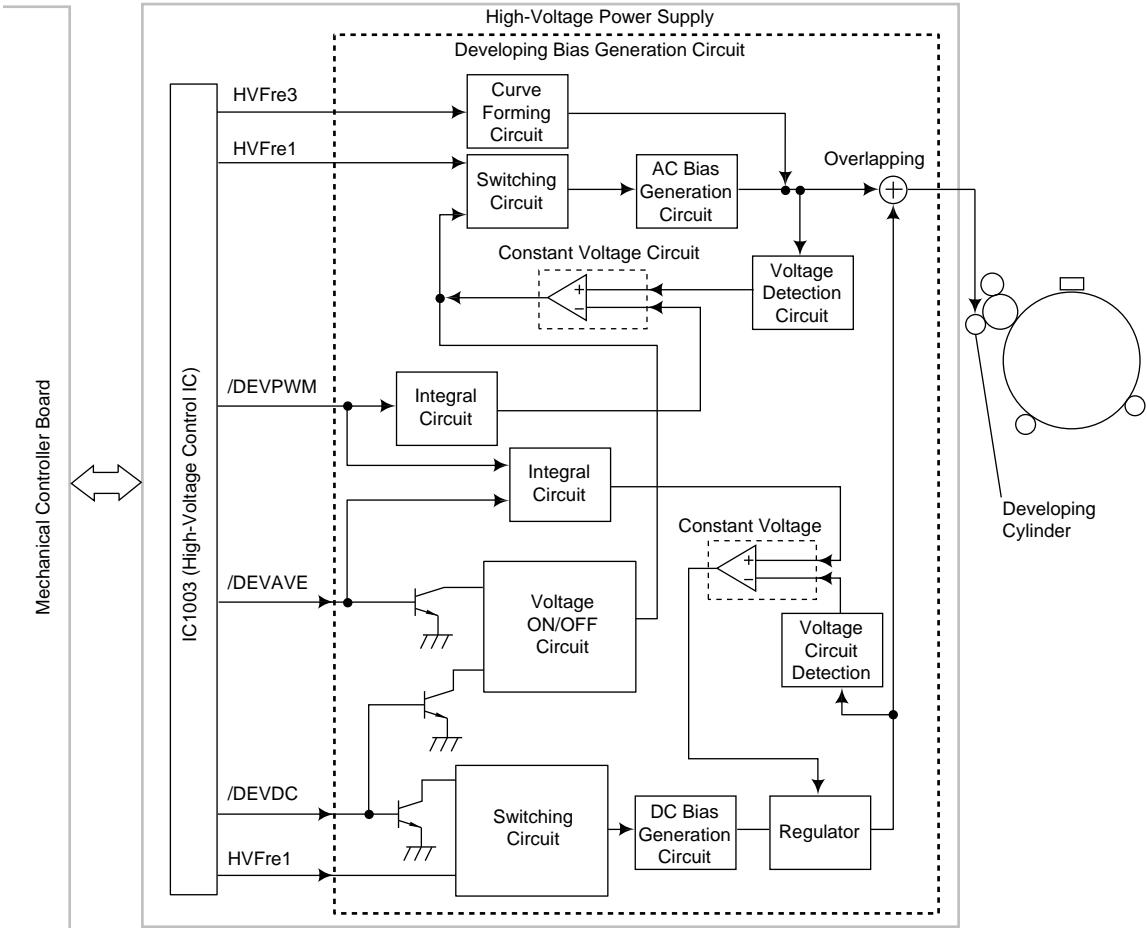 High-Voltage Power Supply
Developing Bias Generation Circuit
HVFre3
Curve
Forming
Circuit
HVFre1
Switching
Circuit
AC Bias
Generation
Circuit
Overlapping
Constant Voltage Circuit
+
−
Voltage
Detection
Circuit
Mechanical Controller Board
IC1003 (High-Voltage Control IC)
/DEVPWM
Integral
Circuit
Integral
Circuit
Developing
Cylinder
Constant Voltage
+
−
/DEVAVE
Voltage
ON/OFF
Circuit
Voltage
Circuit
Detection
/DEVDC
Switching
Circuit
DC Bias
Generation
Circuit
Regulator
HVFre1